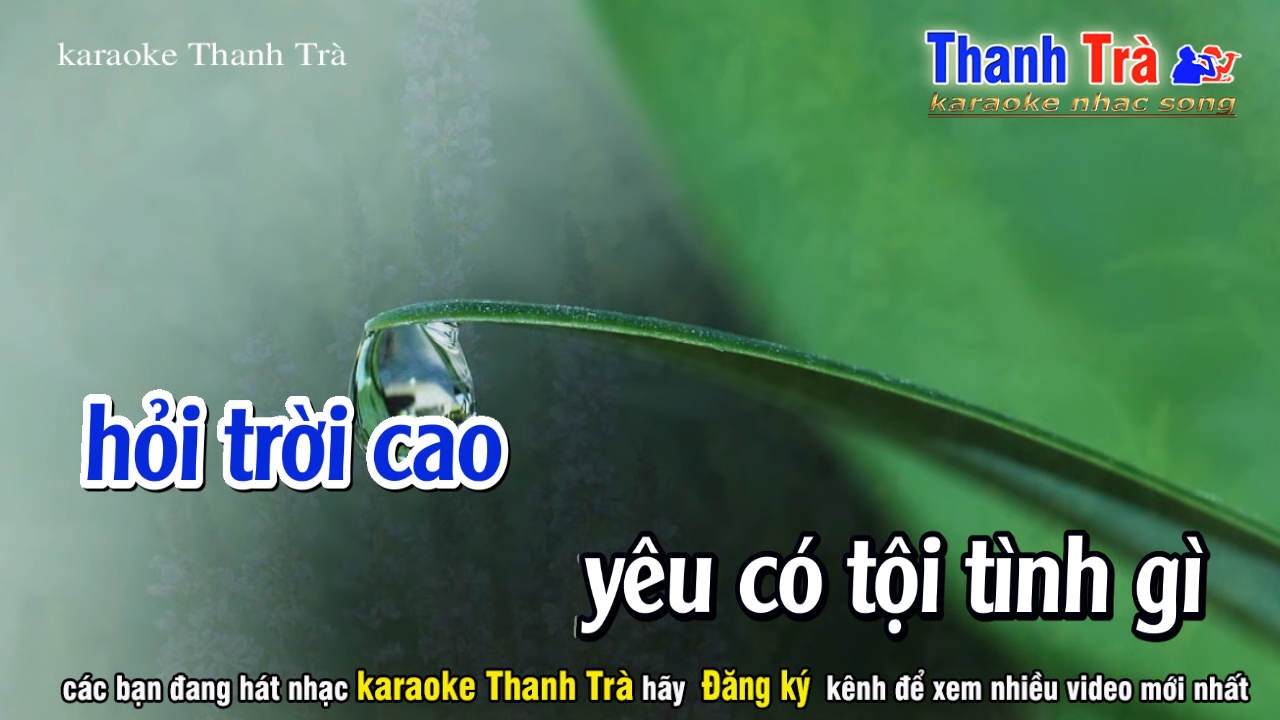 karaoke Thanh Trà
Thanh Trà
karaoke nhac song
hỏi trời cao
yêu có tội tình gì
các bạn đang hát nhạc karaoke Thanh Trà hãy Đăng ký kênh để xem nhiều video mới nhất